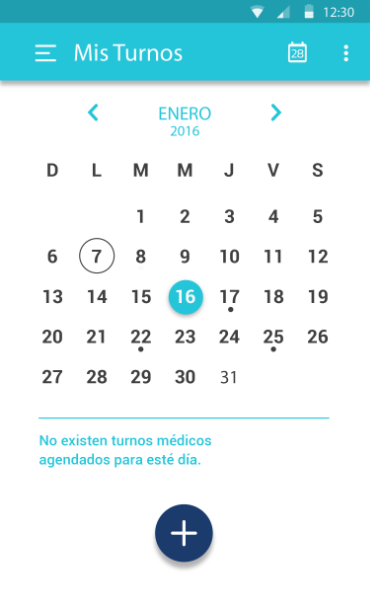 12:30
Mis Turnos
28
ENERO
2016
D L M M J V S
1 2 3 4 5
6 7 8 9 10 11 12
13 14 15 16 17 18 19
20 21 22 23 24 25 26
27 28 29 30 31
No existen turnos médicos
agendados para esté día.